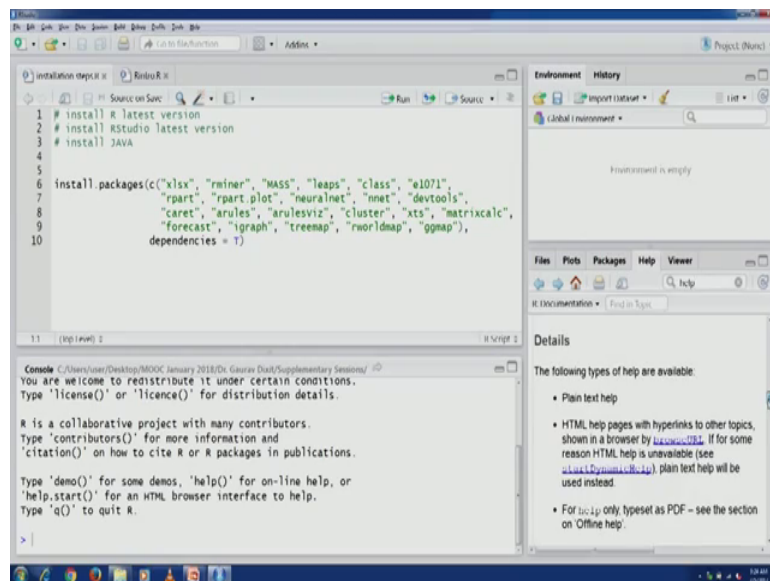 RStudio
Go to file/function
Addins
Project: (None)
installation steps.R
RintroR
Source on Save
Run
Source
1 # install R latest version
2 # install RStudio latest version
3 # install JAVA
4
5
6 install.packages(c("xlsx", "rminer", "MASS", "leaps", "class", "e1071",
7 "rpart", "rpart.plot", "neuralnet", "nnet", "devtools",
8 "caret", "arules", "arulesViz", "cluster", "xts", "matrixcalc",
9 "forecast", "igraph", "treemap", "rworldmap", "ggmap"),
10 dependencies = T)
1:1 (Top Level) R Script
Console C:/Users/user/Desktop/MOOC January 2018/Dr. Gaurav Dixit/Supplementary Sessions/
You are welcome to redistribute it under certain conditions.
Type 'license()' or 'licence()' for distribution details.
R is a collaborative project with many contributors.
Type 'contributors()' for more information and
'citation()' on how to cite R or R packages in publications.
Type 'demo()' for some demos, 'help()' for on-line help, or
'help.start()' for an HTML browser interface to help.
Type 'q()' to quit R.
>
Environment History
Import Dataset List
Global Environment
Environment is empty
Files Plots Packages Help Viewer
help
R Documentation Find in Topic
Details
The following types of help are available:
• Plain text help
• HTML help pages with hyperlinks to other topics,
shown in a browser by browseURL. If for some
reason HTML help is unavailable (see
startDynamicHelp), plain text help will be
used instead.
• For help only, typeset as PDF – see the section
on 'Offline help'.